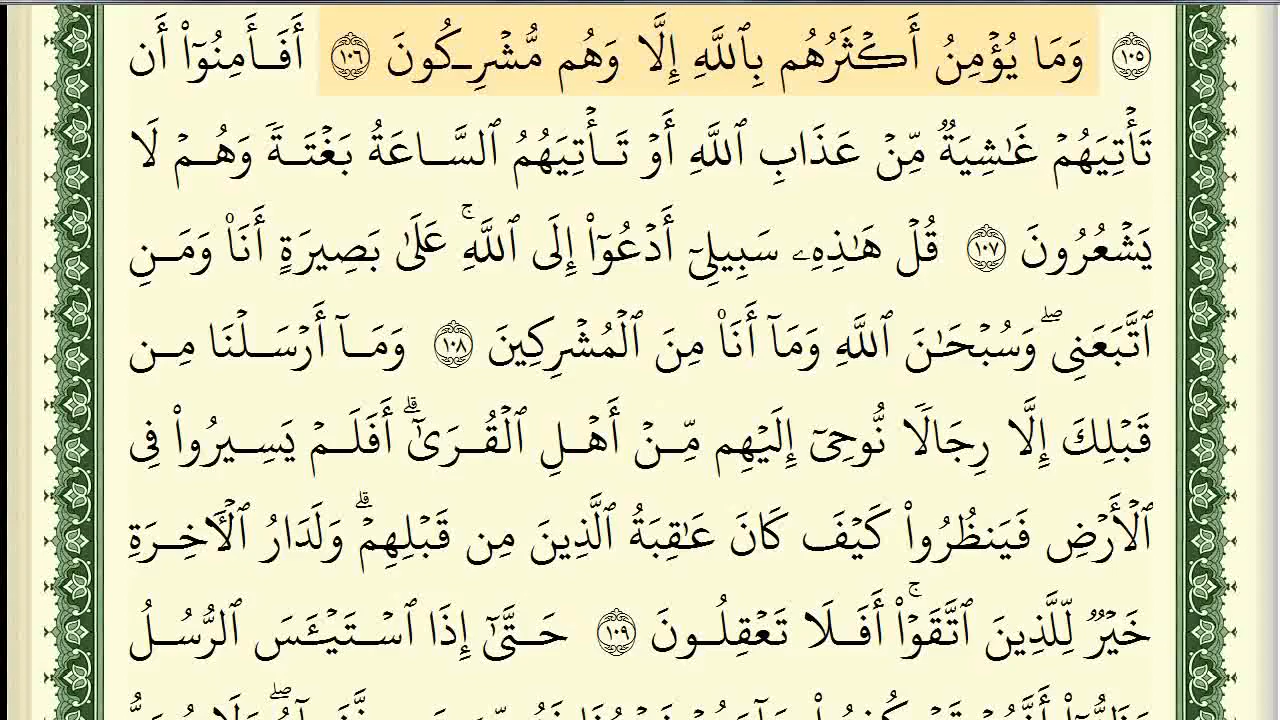 ١٠٥ وَمَا يُؤۡمِنُ أَكۡثَرُهُم بِٱللَّهِ إِلَّا وَهُم مُّشۡرِكُونَ ١٠٦ أَفَأَمِنُوٓاْ أَن
تَأۡتِيَهُمۡ غَٰشِيَةٞ مِّنۡ عَذَابِ ٱللَّهِ أَوۡ تَأۡتِيَهُمُ ٱلسَّاعَةُ بَغۡتَةٗ وَهُمۡ لَا
يَشۡعُرُونَ ١٠٧ قُلۡ هَٰذِهِۦ سَبِيلِيٓ أَدۡعُوٓاْ إِلَى ٱللَّهِۚ عَلَىٰ بَصِيرَةٍ أَنَا۠ وَمَنِ
ٱتَّبَعَنِيۖ وَسُبۡحَٰنَ ٱللَّهِ وَمَآ أَنَا۠ مِنَ ٱلۡمُشۡرِكِينَ ١٠٨ وَمَآ أَرۡسَلۡنَا مِن
قَبۡلِكَ إِلَّا رِجَالٗا نُّوحِيٓ إِلَيۡهِم مِّنۡ أَهۡلِ ٱلۡقُرَىٰٓۗ أَفَلَمۡ يَسِيرُواْ فِي
ٱلۡأَرۡضِ فَيَنظُرُواْ كَيۡفَ كَانَ عَٰقِبَةُ ٱلَّذِينَ مِن قَبۡلِهِمۡۗ وَلَدَارُ ٱلۡأٓخِرَةِ
خَيۡرٞ لِّلَّذِينَ ٱتَّقَوۡاْۚ أَفَلَا تَعۡقِلُونَ ١٠٩ حَتَّىٰٓ إِذَا ٱسۡتَيۡـَٔسَ ٱلرُّسُلُ